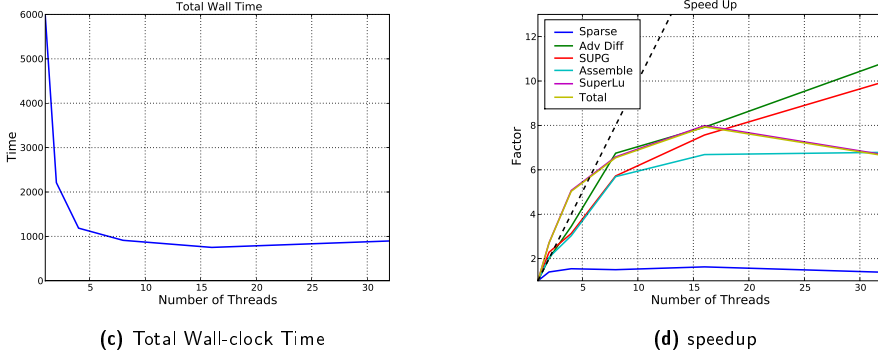 Total Wall Time
6000
5000
4000
3000
2000
1000
0
Time
5
10
15
20
25
30
Number of Threads
(c) Total Wall-clock Time
Speed Up
Sparse
Adv Diff
SUPG
Assemble
SuperLu
Total
12
10
8
6
4
2
Factor
5
10
15
20
25
30
Number of Threads
(d) speedup